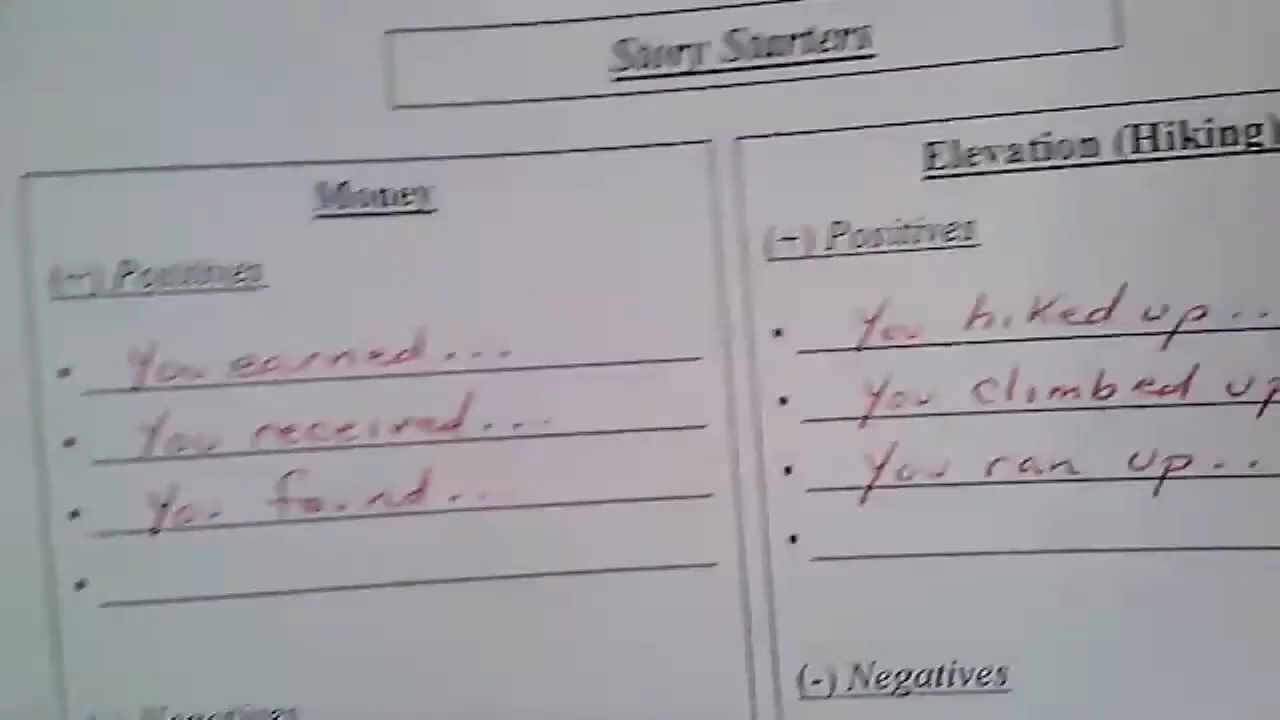 Story Starters
Money
(+) Positives
You earned...
You received...
You found...
Negatives
Elevation (Hiking)
(+) Positives
You hiked up..
You climbed up
You ran up..
(-) Negatives